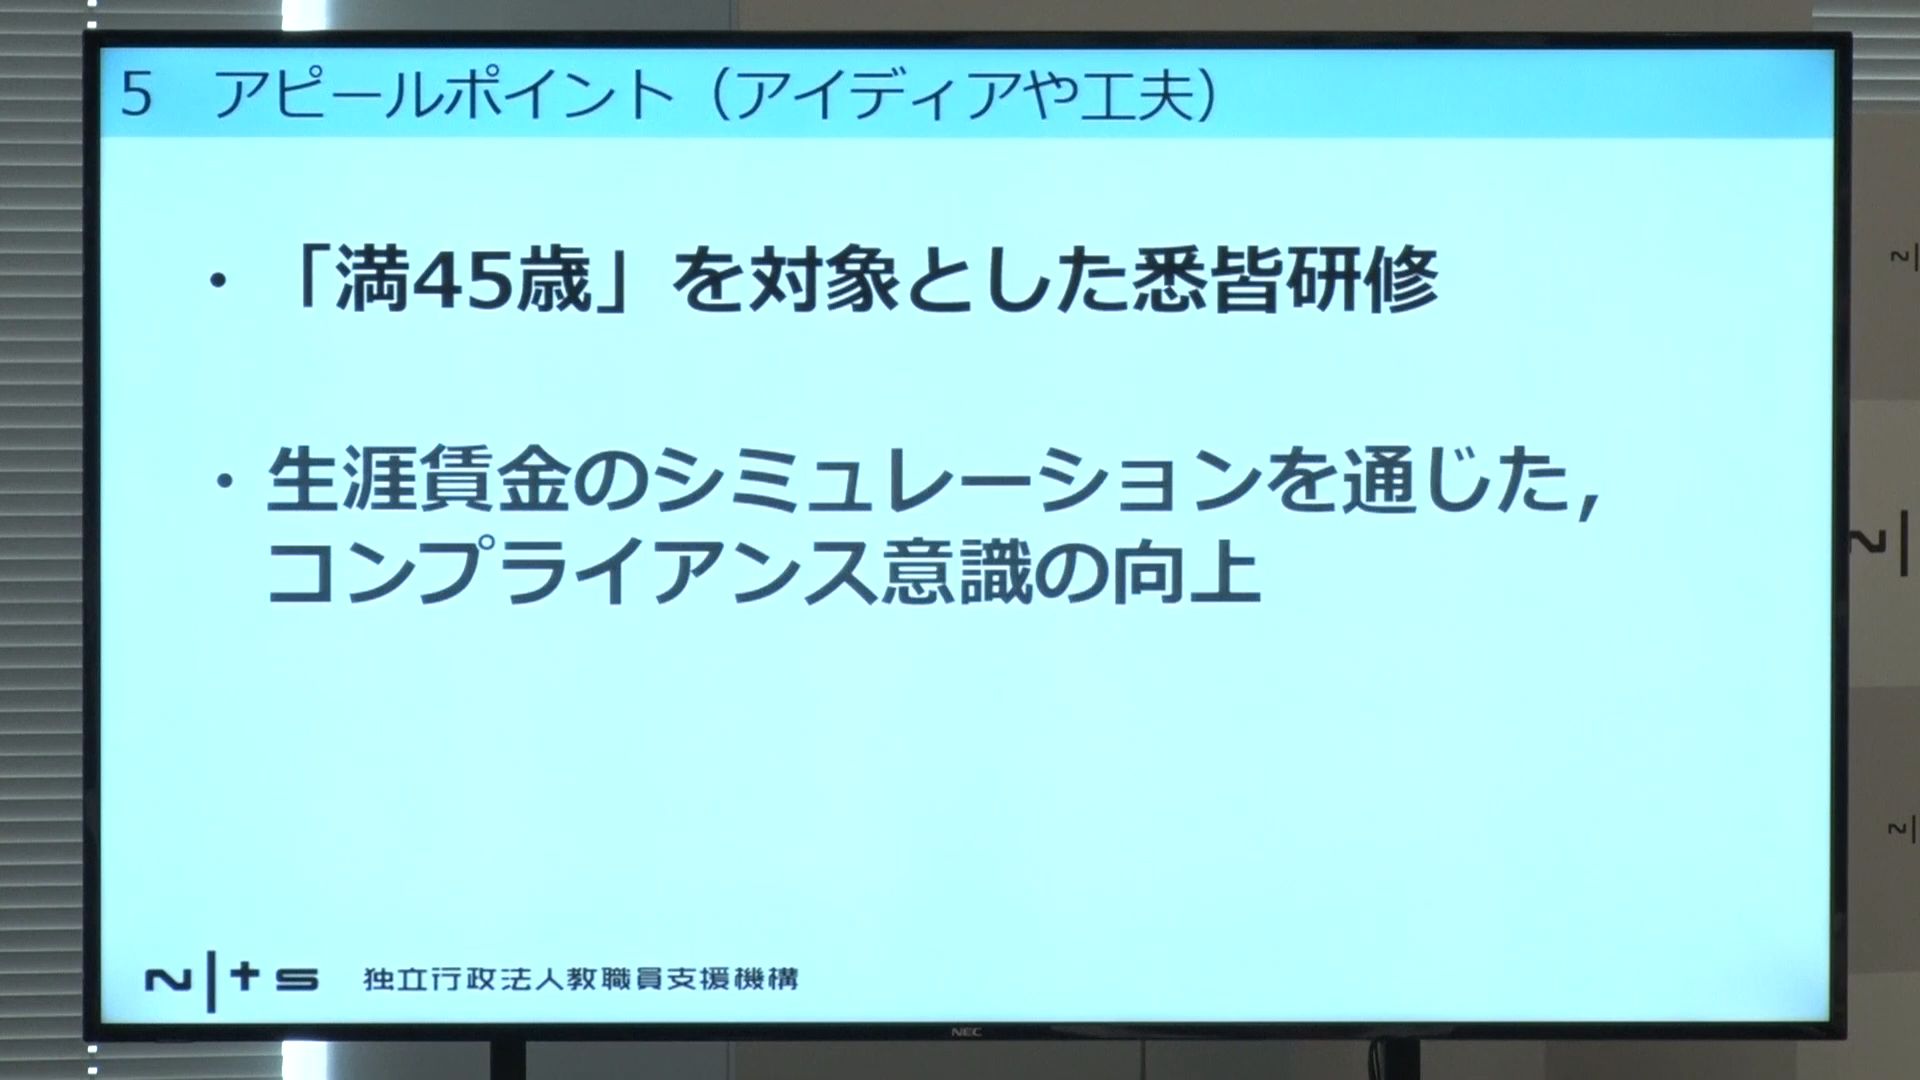 5 アピールポイント（アイディアや工夫）
・「満45歳」を対象とした悉皆研修
・生涯賃金のシミュレーションを通じた，
コンプライアンス意識の向上
N|ts 独立行政法人教職員支援機構
NEC